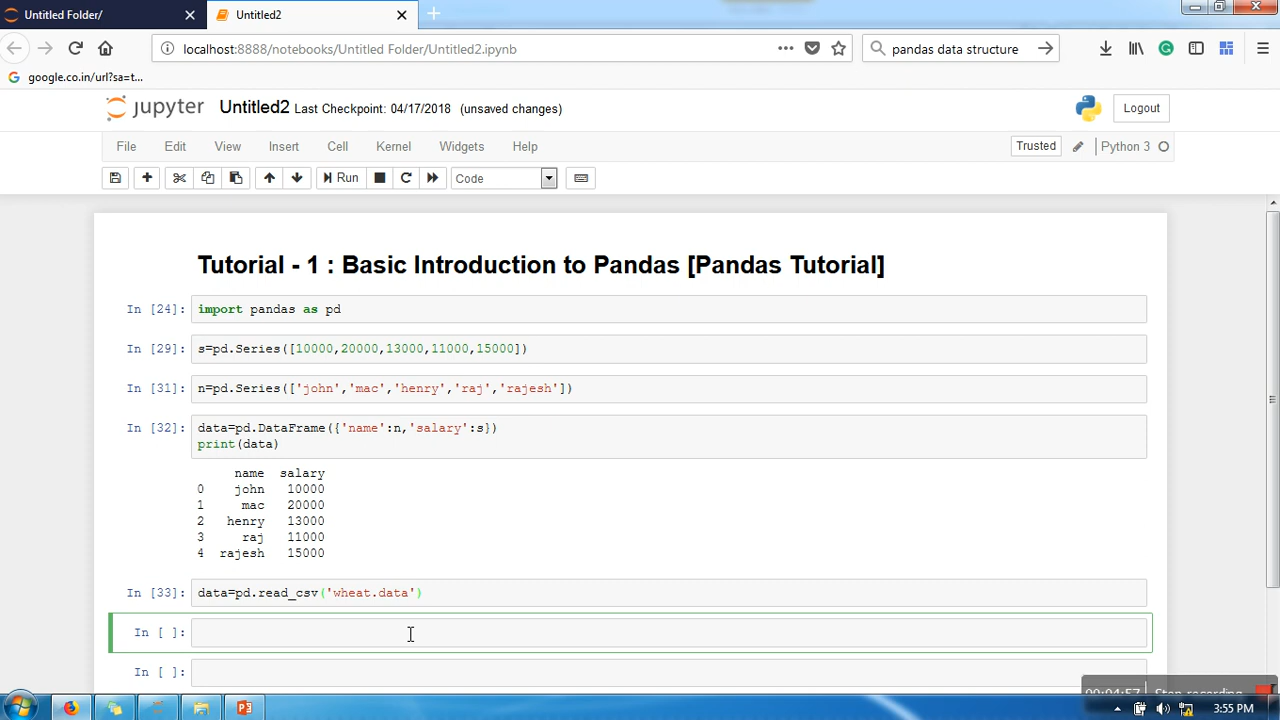 Untitled Folder/
Untitled2
localhost:8888/notebooks/Untitled Folder/Untitled2.ipynb
pandas data structure
google.co.in/url?sa=t...
jupyter Untitled2 Last Checkpoint: 04/17/2018 (unsaved changes)
Logout
File Edit View Insert Cell Kernel Widgets Help
Trusted
Python 3
Run
Code
Tutorial - 1 : Basic Introduction to Pandas [Pandas Tutorial]
In [24]: import pandas as pd
In [29]: s=pd.Series([10000,20000,13000,11000,15000])
In [31]: n=pd.Series(['john','mac','henry','raj','rajesh'])
In [32]: data=pd.DataFrame({'name':n,'salary':s})
print(data)
name salary
0 john 10000
1 mac 20000
2 henry 13000
3 raj 11000
4 rajesh 15000
In [33]: data=pd.read_csv('wheat.data')
In [ ]:
In [ ]:
00:04:57 Stop recording
3:55 PM